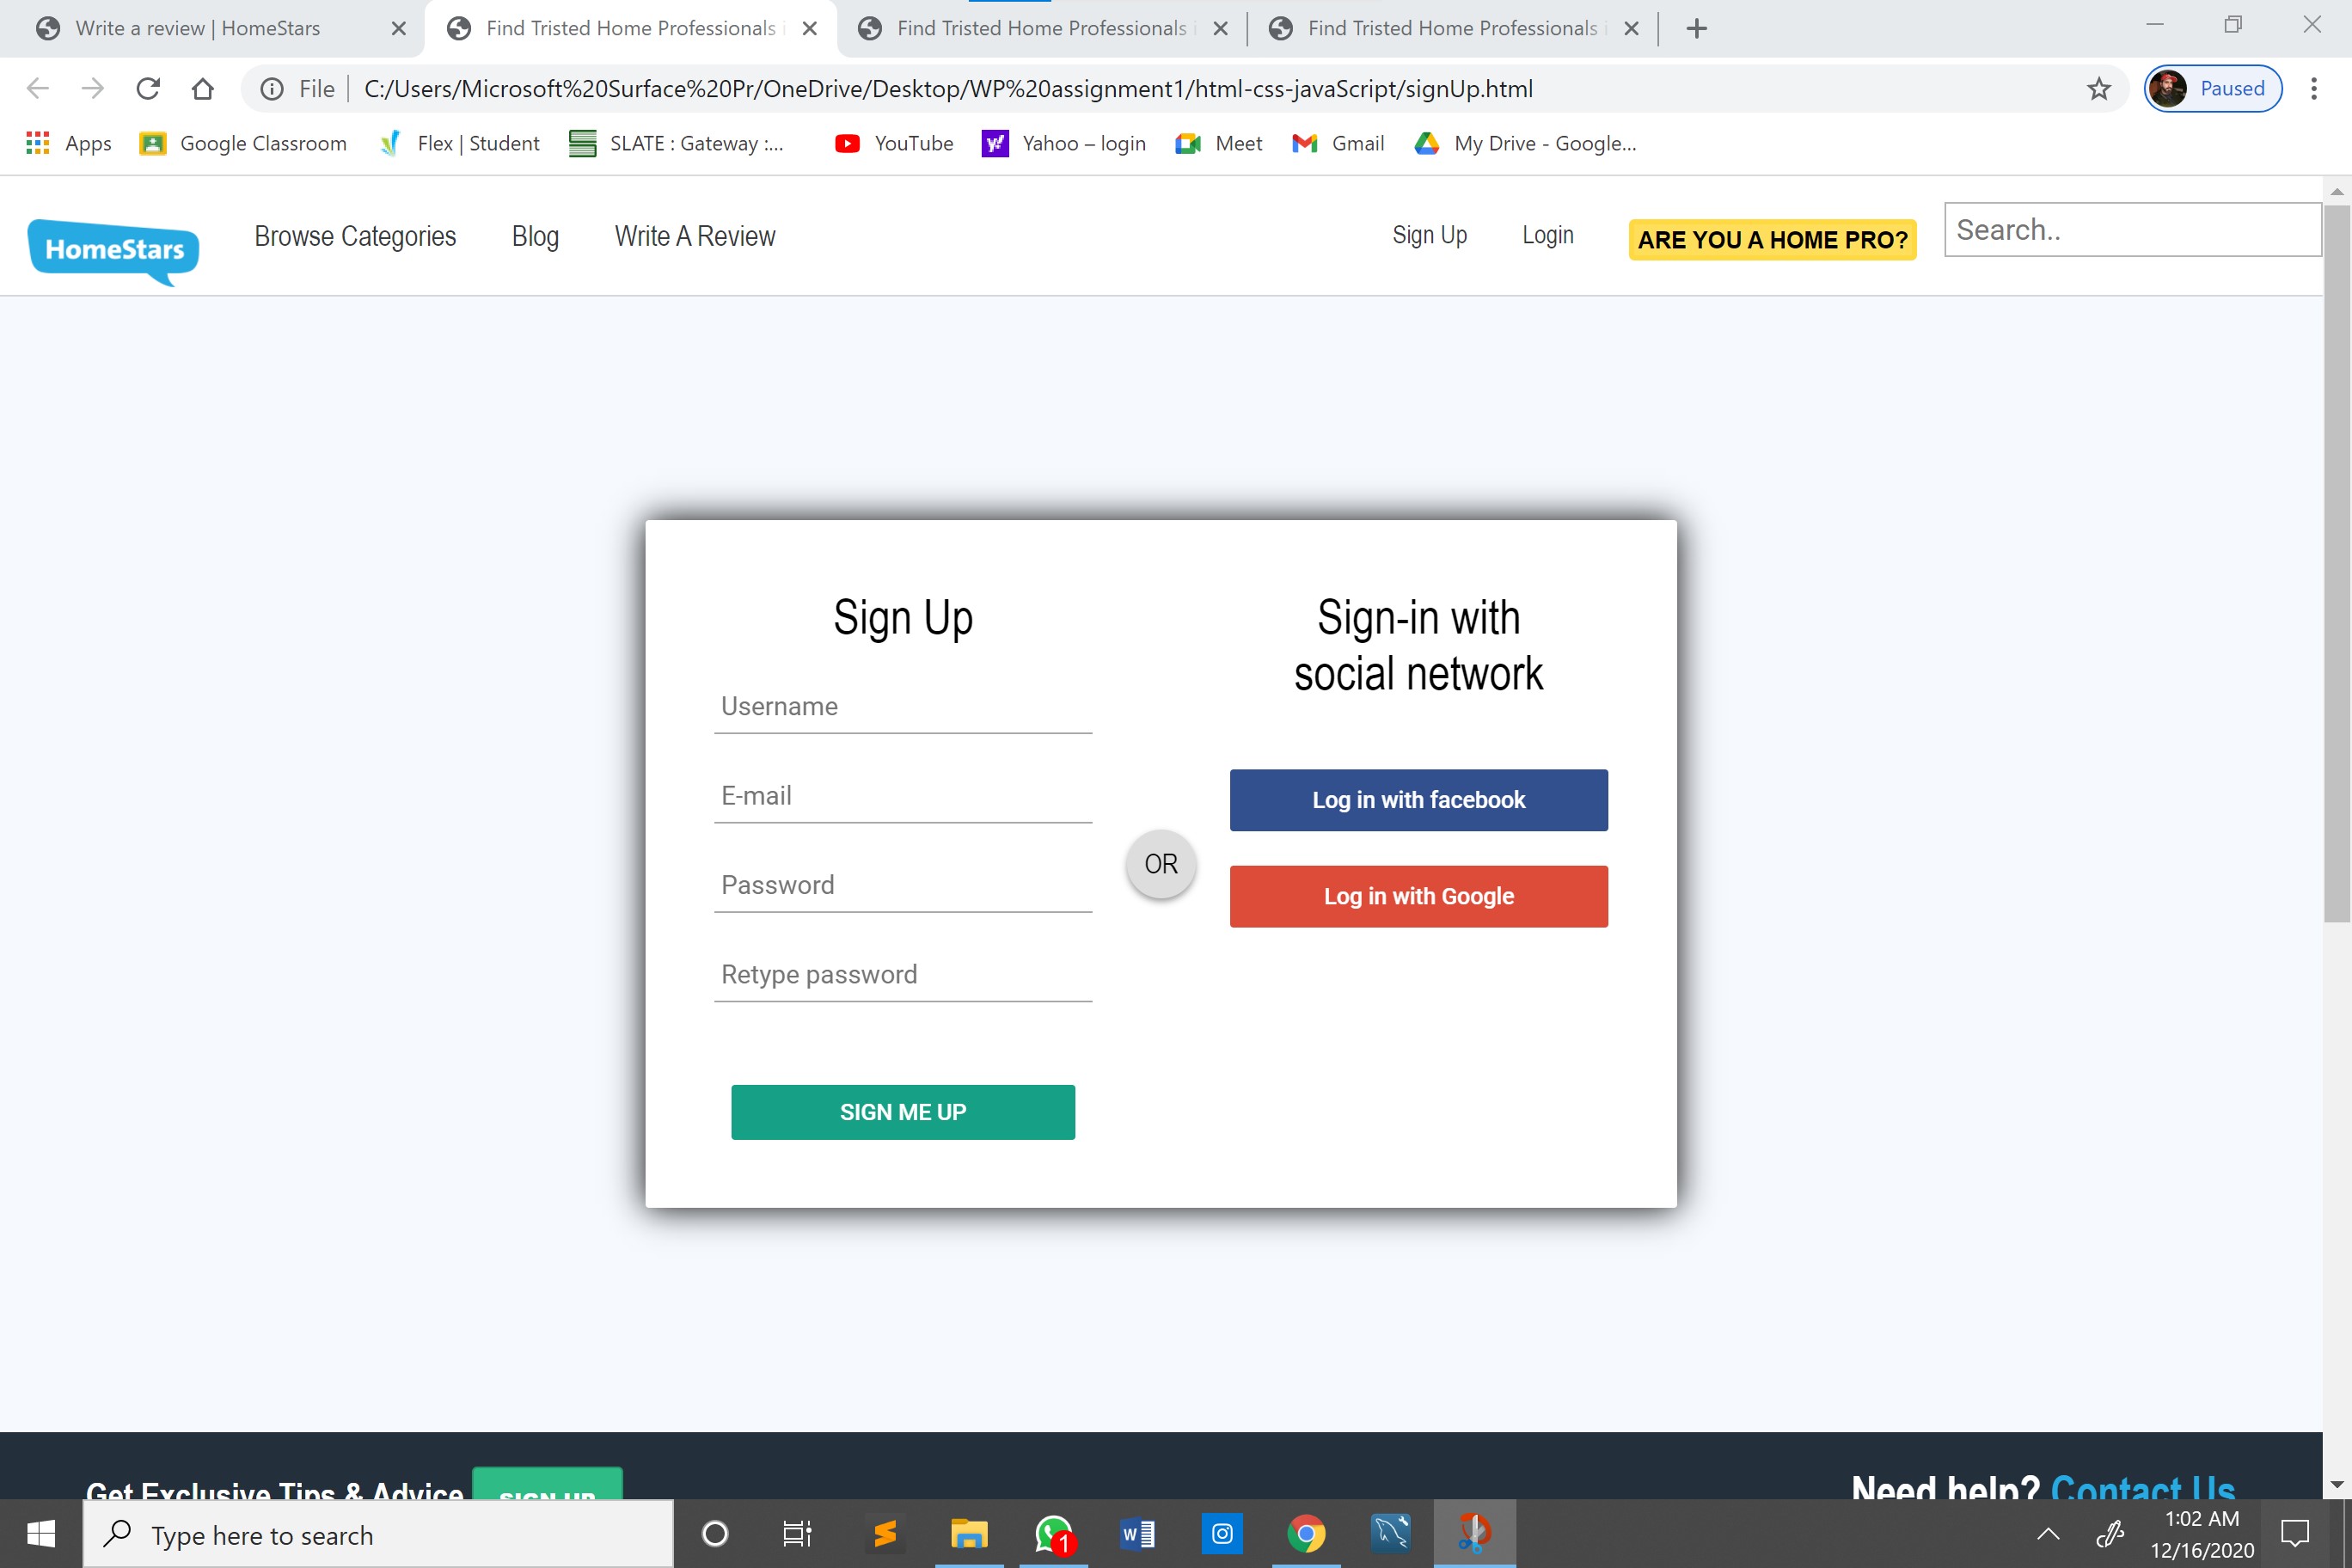 Write a review | HomeStars
Find Tristed Home Professionals
Find Tristed Home Professionals
Find Tristed Home Professionals
File | C:/Users/Microsoft%20Surface%20Pr/OneDrive/Desktop/WP%20assignment1/html-css-javaScript/signUp.html
Paused
Apps Google Classroom Flex | Student SLATE : Gateway :... YouTube Yahoo – login Meet Gmail My Drive - Google...
HomeStars Browse Categories Blog Write A Review Sign Up Login ARE YOU A HOME PRO? Search..
Sign Up
Username
E-mail
Password
Retype password
SIGN ME UP
OR
Sign-in with
social network
Log in with facebook
Log in with Google
Get Exclusive Tips & Advice SIGN UP Need help? Contact Us
Type here to search
1
1:02 AM
12/16/2020